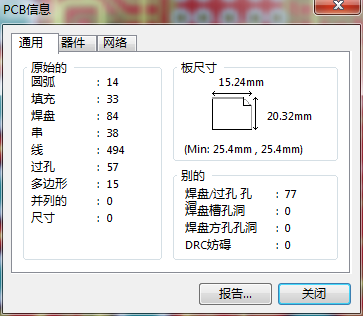 PCB信息
通用
器件
网络
原始的
圆弧 : 14
填充 : 33
焊盘 : 84
串 : 38
线 : 494
过孔 : 57
多边形 : 15
并列的 : 0
尺寸 : 0
板尺寸
15.24mm
20.32mm
(Min: 25.4mm , 25.4mm)
别的
焊盘/过孔 孔 : 77
焊盘槽孔洞 : 0
焊盘方孔孔洞 : 0
DRC妨碍 : 0
报告...
关闭